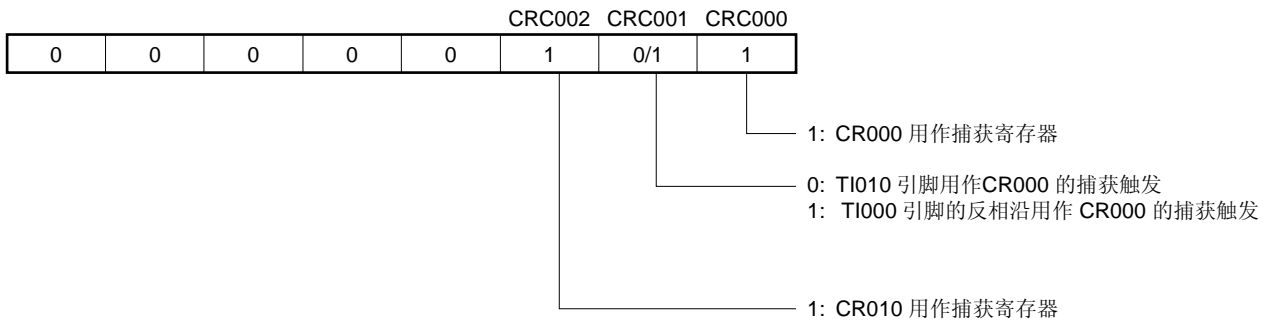 CRC002 CRC001 CRC000
0 0 0 0 0 1 0/1 1
1: CR000 用作捕获寄存器
0: TI010 引脚用作CR000 的捕获触发
1: TI000 引脚的反相沿用作 CR000 的捕获触发
1: CR010 用作捕获寄存器